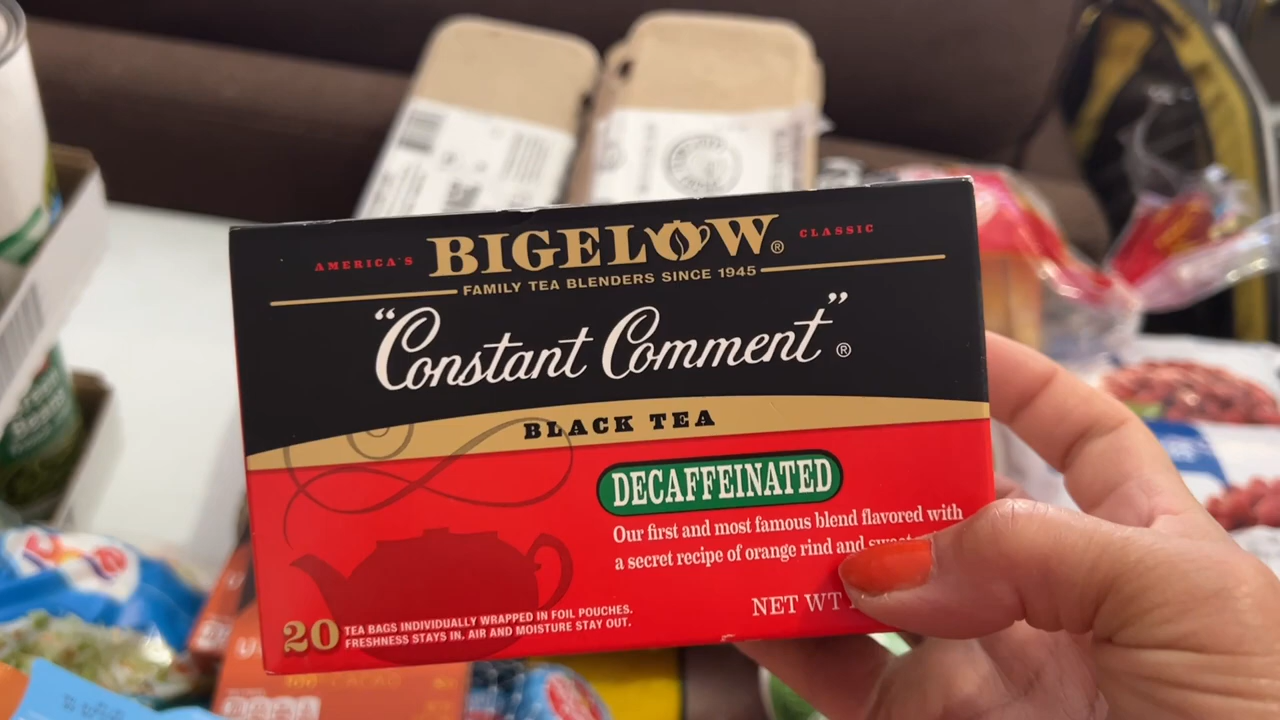 AMERICA'S BIGELOW® CLASSIC
FAMILY TEA BLENDERS SINCE 1945
"Constant Comment"®
BLACK TEA
DECAFFEINATED
Our first and most famous blend flavored with
a secret recipe of orange rind and
NET WT
20 TEA BAGS INDIVIDUALLY WRAPPED IN FOIL POUCHES.
FRESHNESS STAYS IN, AIR AND MOISTURE STAY OUT.
CACAO